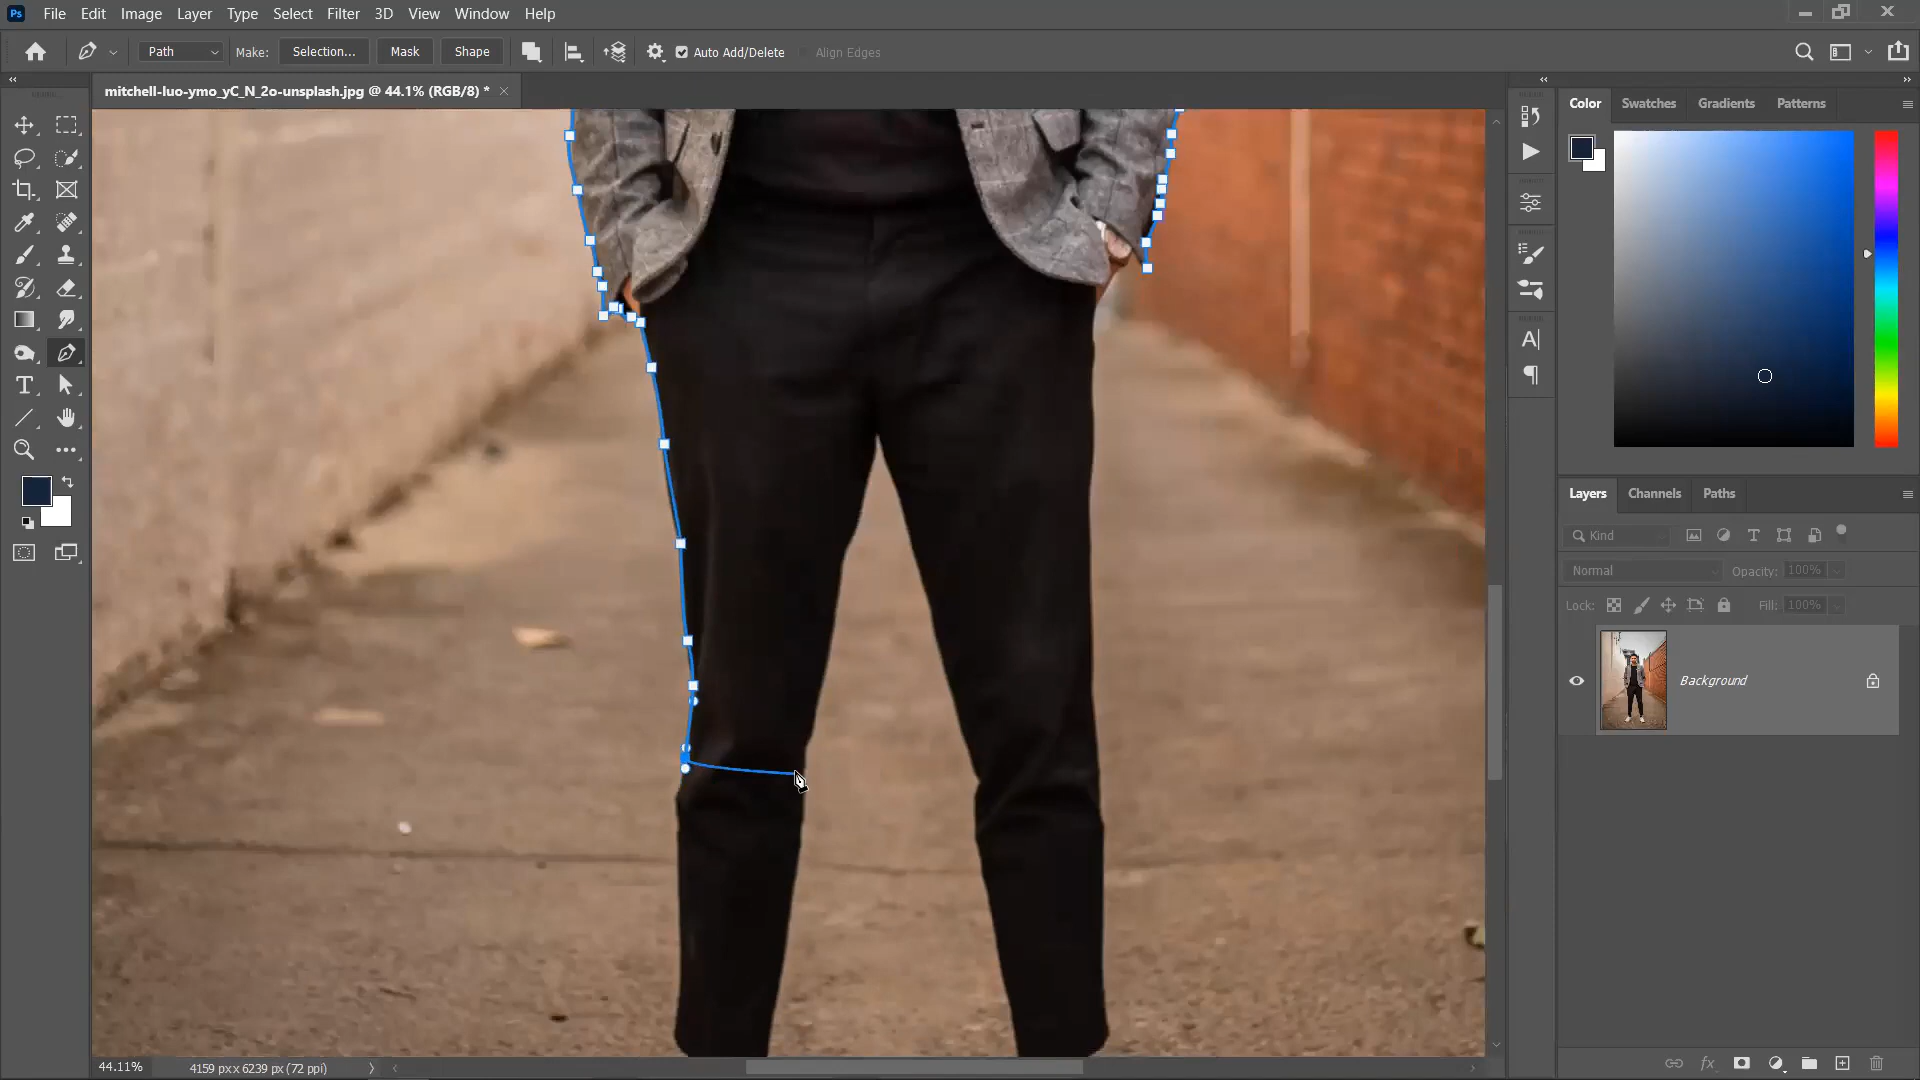 Ps File Edit Image Layer Type Select Filter 3D View Window Help
Path Make: Selection... Mask Shape Auto Add/Delete Align Edges
mitchell-luo-ymo_yC_N_2o-unsplash.jpg @ 44.1% (RGB/8) *
Color Swatches Gradients Patterns
Layers Channels Paths
Kind
Normal Opacity: 100%
Lock: Fill: 100%
Background
44.11% 4159 px x 6239 px (72 ppi)